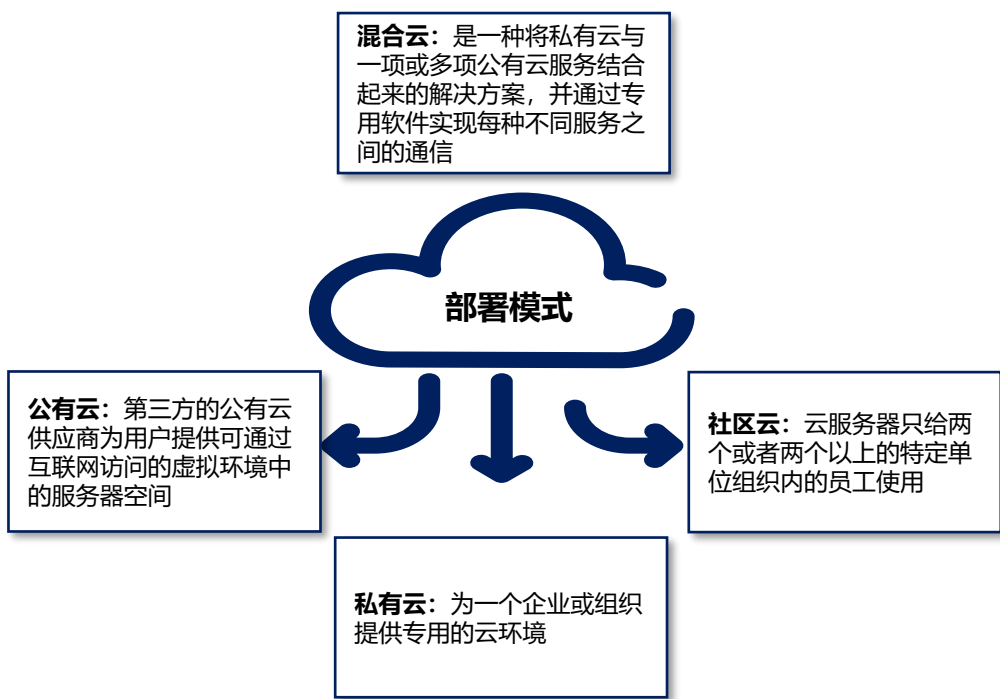 混合云：是一种将私有云与
一项或多项公有云服务结合
起来的解决方案，并通过专
用软件实现每种不同服务之
间的通信
部署模式
公有云：第三方的公有云
供应商为用户提供可通过
互联网访问的虚拟环境中
的服务器空间
社区云：云服务器只给两
个或者两个以上的特定单
位组织内的员工使用
私有云：为一个企业或组织
提供专用的云环境